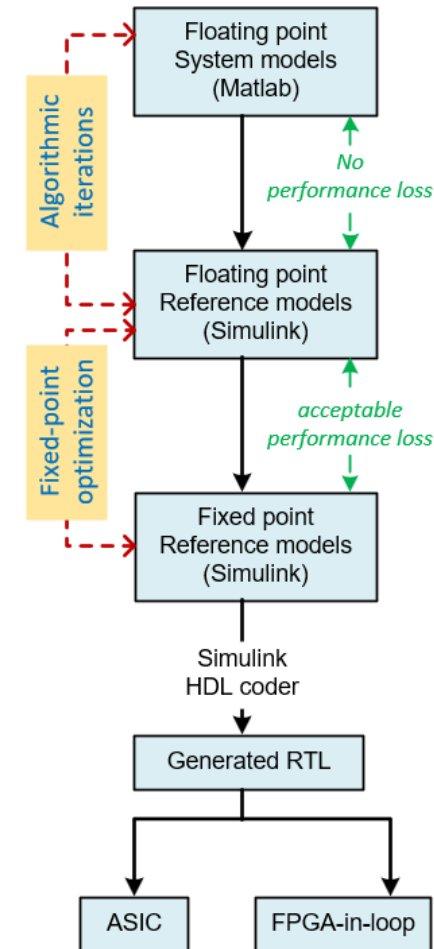 Floating point
System models
(Matlab)
Algorithmic
iterations
No
performance loss
Floating point
Reference models
(Simulink)
Fixed-point
optimization
acceptable
performance loss
Fixed point
Reference models
(Simulink)
Simulink
HDL coder
Generated RTL
ASIC
FPGA-in-loop